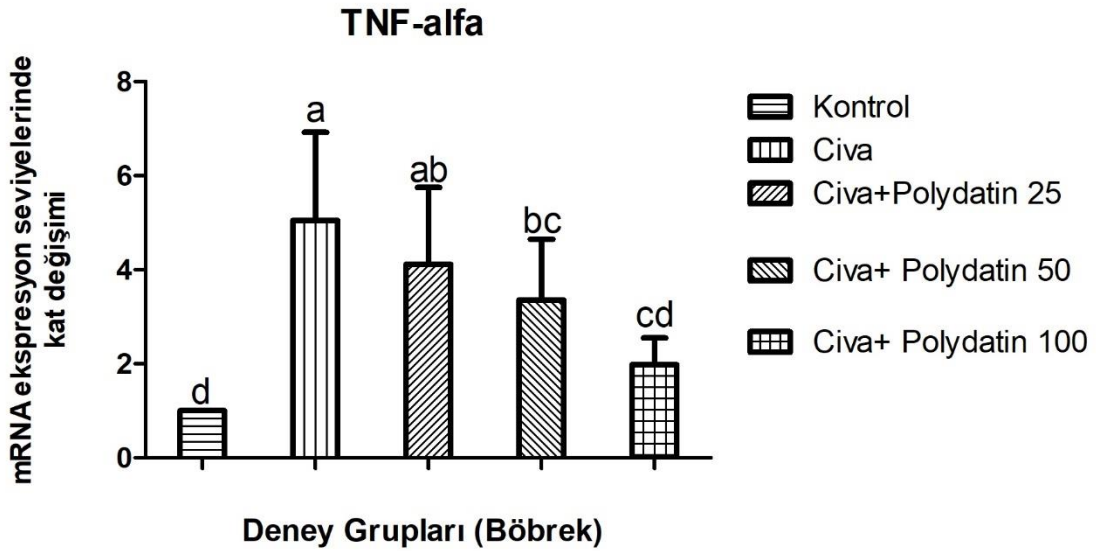 TNF-alfa
mRNA ekspresyon seviyelerinde
kat değişimi
8
6
4
2
0
d
a
ab
bc
cd
Deney Grupları (Böbrek)
Kontrol
Civa
Civa+Polydatin 25
Civa+ Polydatin 50
Civa+ Polydatin 100